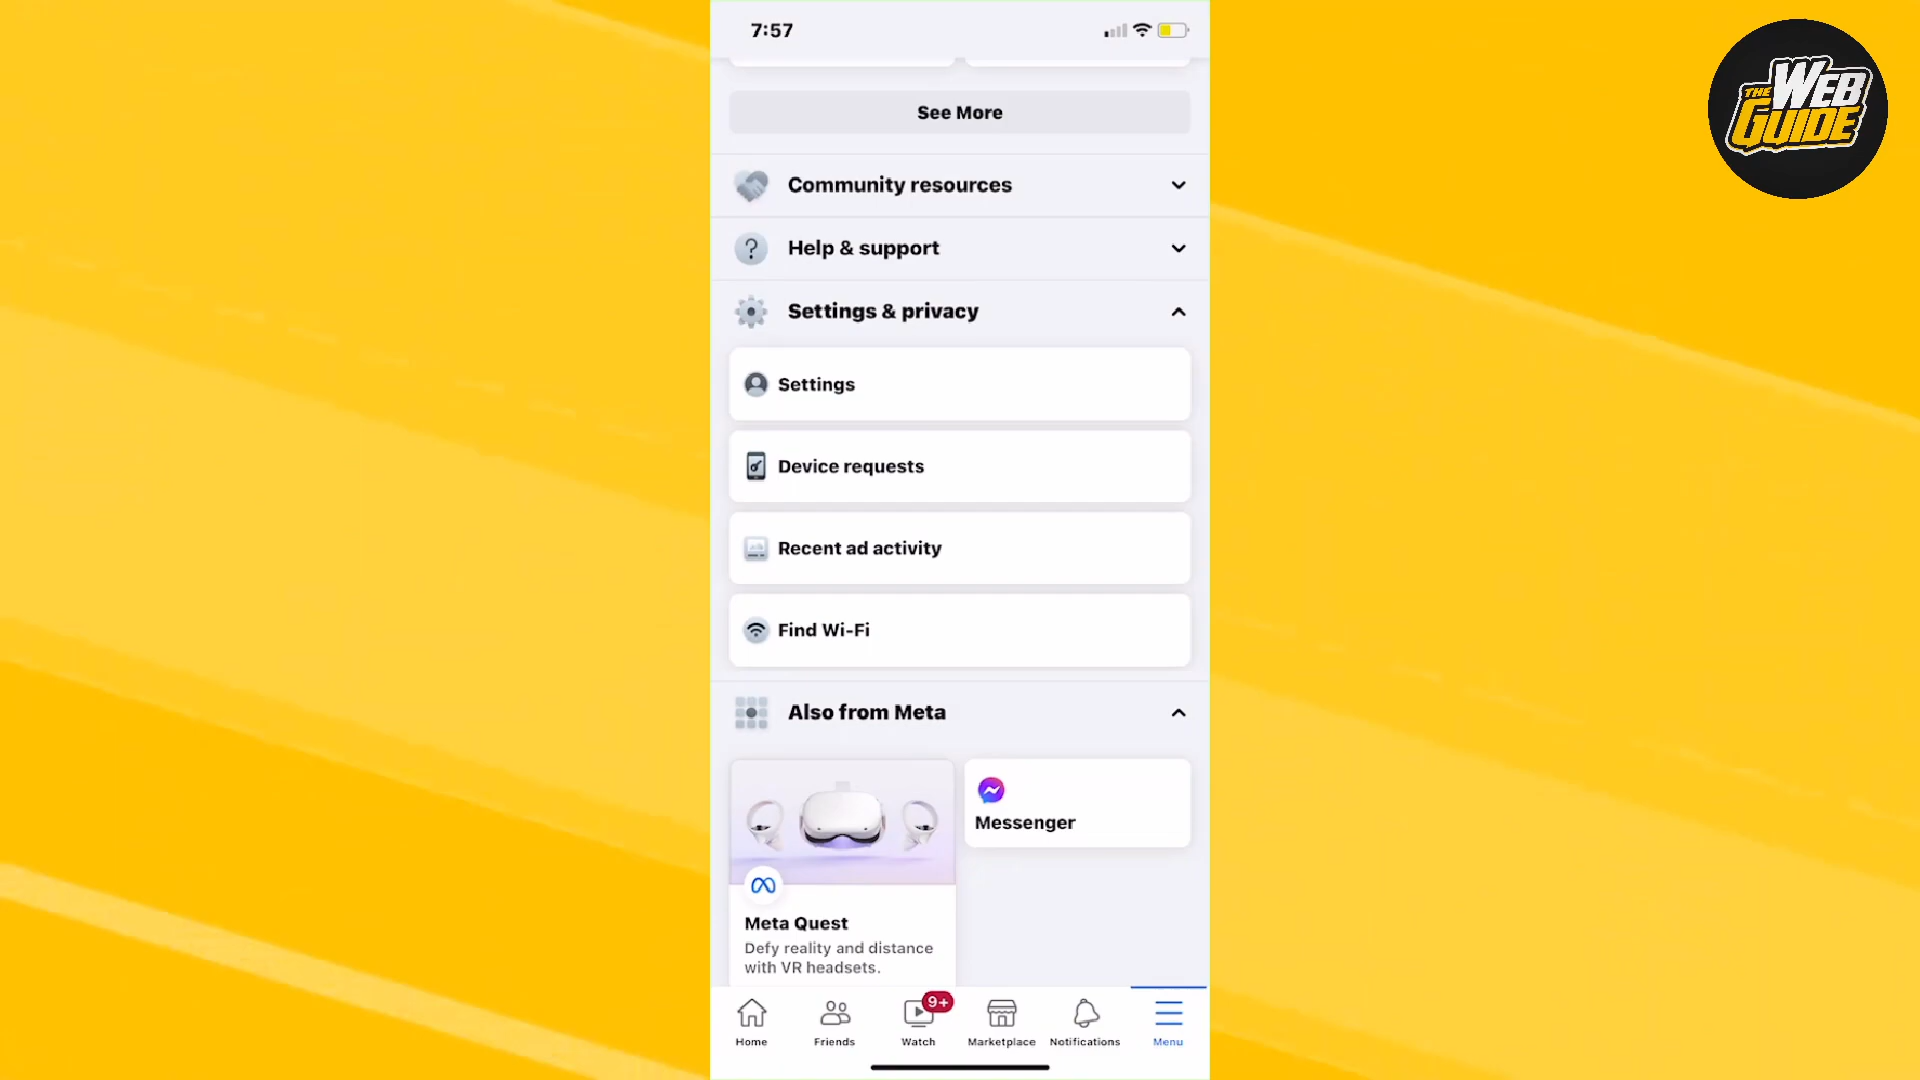 7:57
THE WEB GUIDE
See More
Community resources
Help & support
Settings & privacy
Settings
Device requests
Recent ad activity
Find Wi-Fi
Also from Meta
Messenger
Meta Quest
Defy reality and distance
with VR headsets.
9+
Home
Friends
Watch
Marketplace
Notifications
Menu